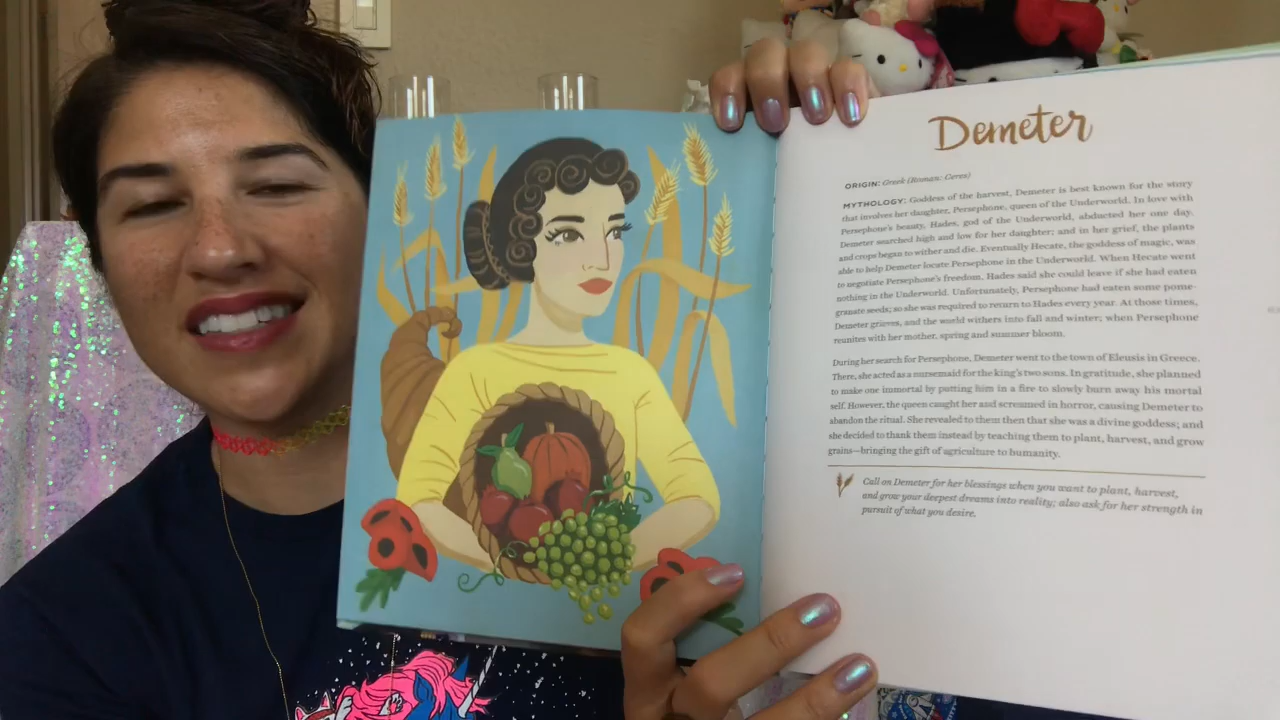 Demeter
ORIGIN: Greek (Roman: Ceres)
MYTHOLOGY: Goddess of the harvest, Demeter is best known for the story
that involves her daughter, Persephone, queen of the Underworld. In love with
Persephone's beauty, Hades, god of the Underworld, abducted her one day.
Demeter searched high and low for her daughter; and in her grief, the plants
and crops began to wither and die. Eventually Hecate, the goddess of magic, was
able to help Demeter locate Persephone in the Underworld. When Hecate went
to negotiate Persephone's freedom, Hades said she could leave if she had eaten
nothing in the Underworld. Unfortunately, Persephone had eaten some pome-
granate seeds; so she was required to return to Hades every year. At those times,
Demeter grieves, and the world withers into fall and winter; when Persephone
reunites with her mother, spring and summer bloom.
During her search for Persephone, Demeter went to the town of Eleusis in Greece.
There, she acted as a nursemaid for the king's two sons. In gratitude, she planned
to make one immortal by putting him in a fire to slowly burn away his mortal
self. However, the queen caught her and screamed in horror, causing Demeter to
abandon the ritual. She revealed to them then that she was a divine goddess; and
she decided to thank them instead by teaching them to plant, harvest, and grow
grains—bringing the gift of agriculture to humanity.
Call on Demeter for her blessings when you want to plant, harvest,
and grow your deepest dreams into reality; also ask for her strength in
pursuit of what you desire.